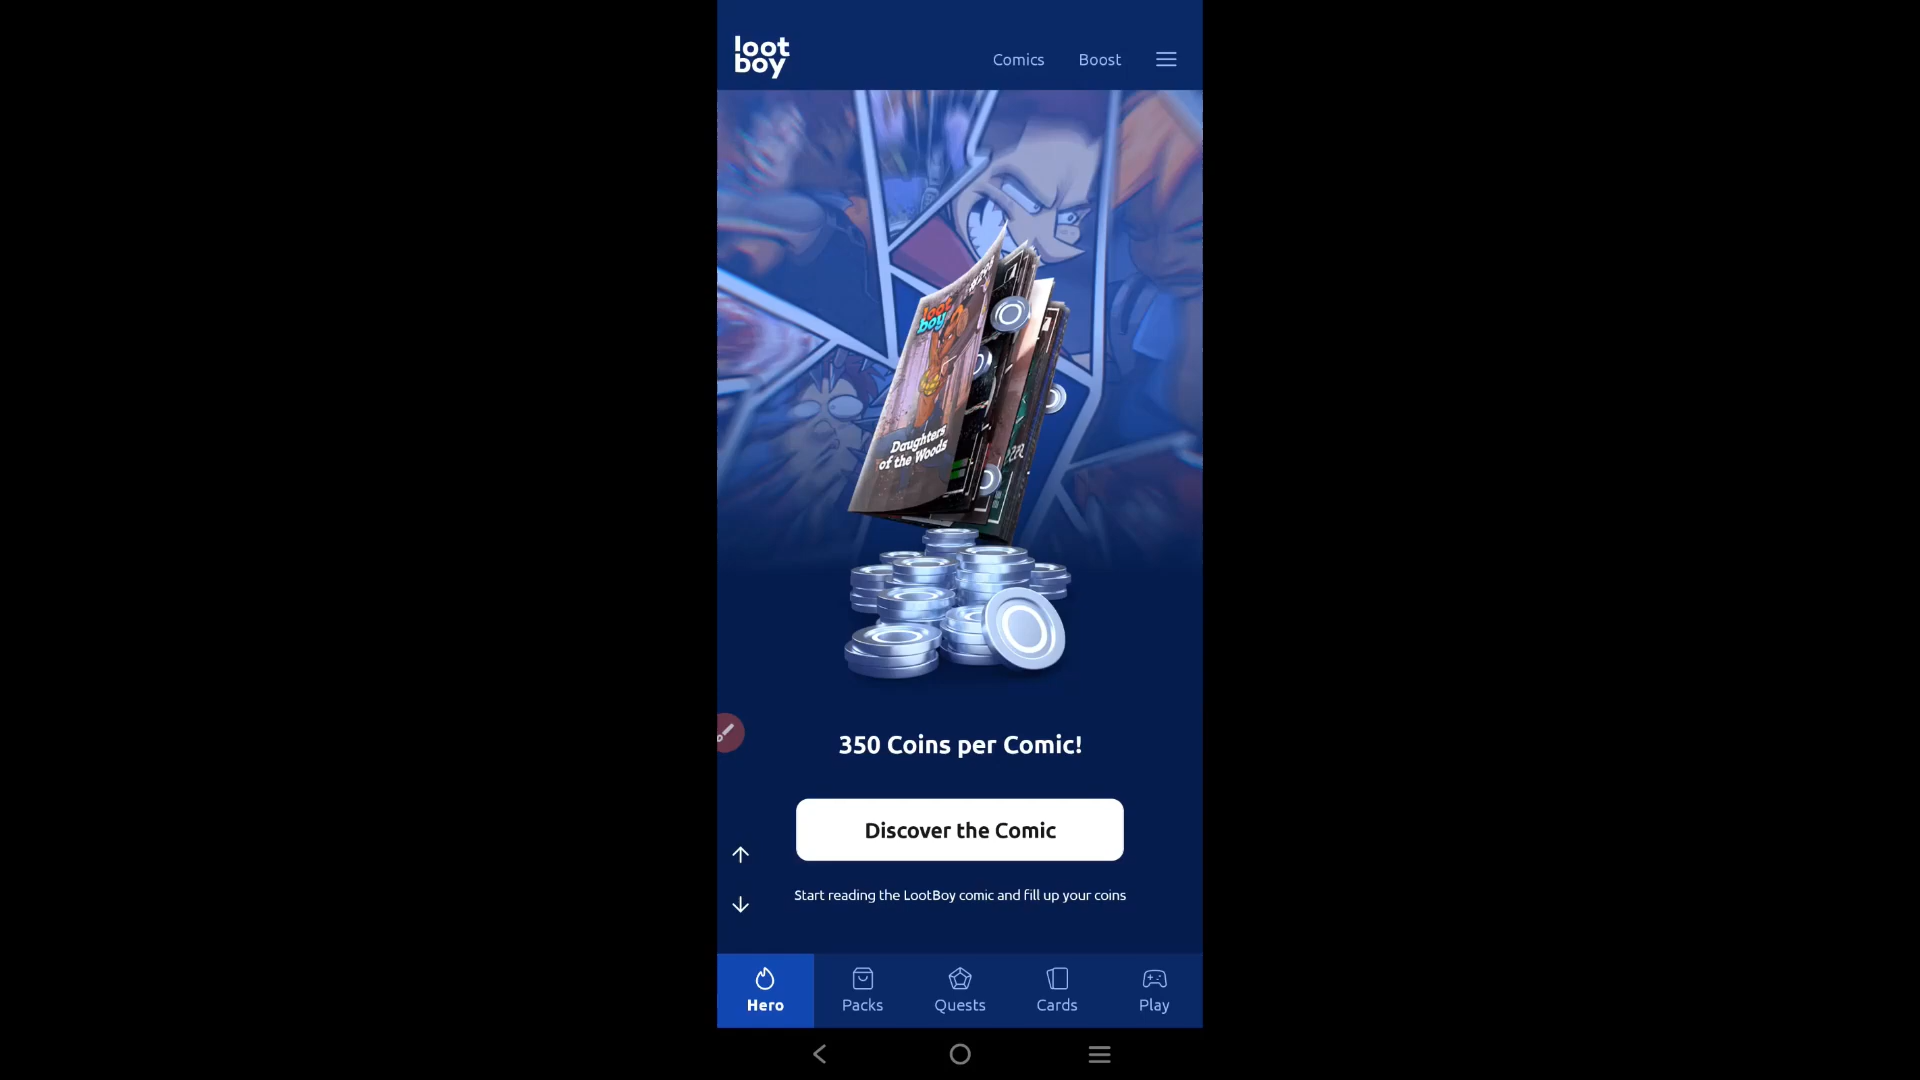 loot
boy
Comics
Boost
loot
boy
Daughters
of the Woods
350 Coins per Comic!
Discover the Comic
Start reading the LootBoy comic and fill up your coins
Hero
Packs
Quests
Cards
Play